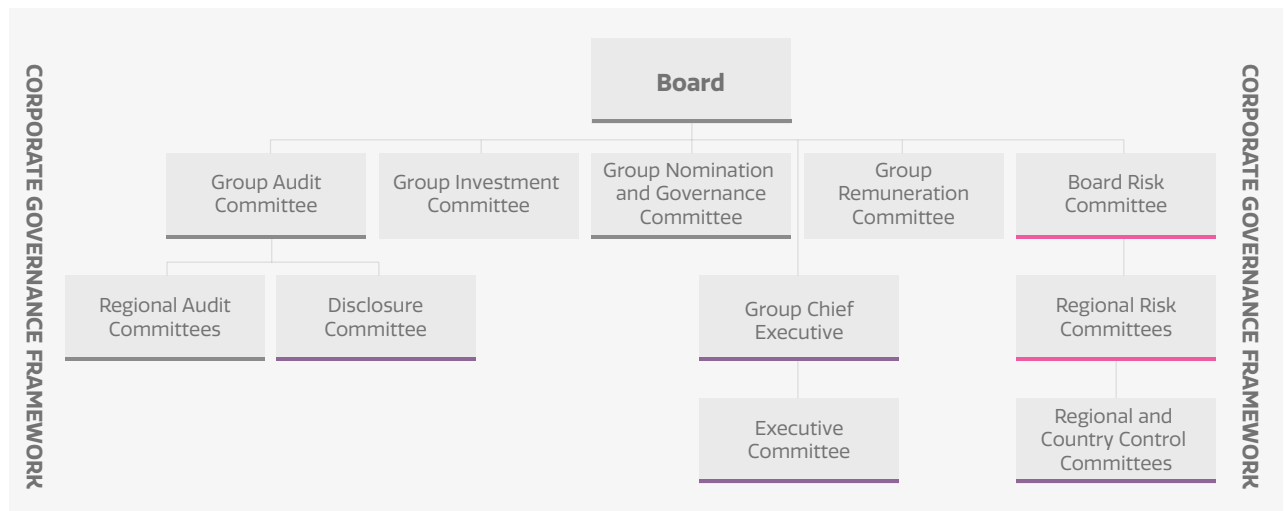 CORPORATE GOVERNANCE FRAMEWORK
Board
Group Audit
Committee
Group Investment
Committee
Group Nomination
and Governance
Committee
Group
Remuneration
Committee
Board Risk
Committee
Regional Audit
Committees
Disclosure
Committee
Group Chief
Executive
Regional Risk
Committees
Executive
Committee
Regional and
Country Control
Committees
CORPORATE GOVERNANCE FRAMEWORK